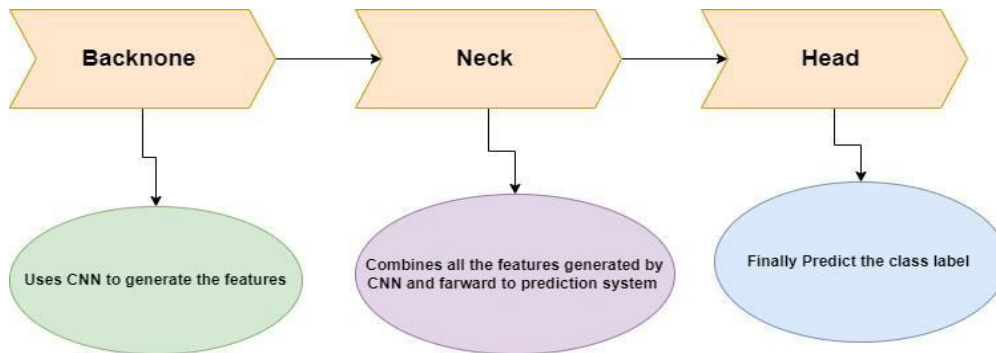 Backnone
Neck
Head
Uses CNN to generate the features
Combines all the features generated by
CNN and farward to prediction system
Finally Predict the class label